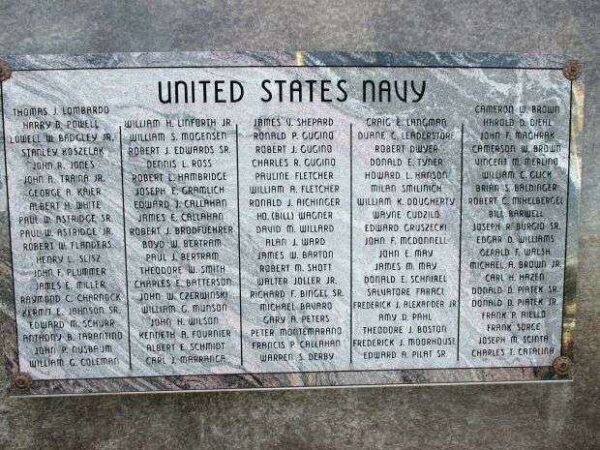 UNITED STATES NAVY
THOMAS J. LOMBARDO
HARRY B. POWELL
LOWELL W. BADGLEY JR.
STANLEY KOSZELAK
JOHN R. JONES
JOHN A. TRAINA JR.
GEORGE A. KAIER
ALBERT H. WHITE
PAUL W. ASTRIDGE SR.
PAUL W. ASTRIDGE JR.
ROBERT W. FLANDERS
HENRY L. SLISZ
JOHN F. PLUMMER
JAMES E. MILLER
RAYMOND C. CHARNOCK
KERMIT E. JOHNSON SR.
EDWARD M. SCHURR
ANTHONY B. TARANTINO
JOHN P. NUSBAUM
WILLIAM G. COLEMAN
WILLIAM H. LINFORTH JR.
WILLIAM S. MOGENSEN
ROBERT J. EDWARDS SR.
DENNIS L. ROSS
ROBERT L. HAMBRIDGE
JOSEPH E. GRAMLICH
EDWARD J. CALLAHAN
JAMES E. CALLAHAN
ROBERT J. BRODFUEHRER
BOYD W. BERTRAM
PAUL J. BERTRAM
THEODORE W. SMITH
CHARLES E. BATTERSON
JOHN W. CZERWINSKI
WILLIAM G. MUNSON
JOHN H. WILSON
KENNETH A. FOURNIER
ALBERT E. SCHMIDT
CARL J. MARRANCA
JAMES V. SHEPARD
RONALD P. GUGINO
ROBERT J. GUGINO
CHARLES R. GUGINO
PAULINE FLETCHER
WILLIAM A. FLETCHER
RONALD J. AICHINGER
HD. (BILL) WAGNER
DAVID M. WILLARD
ALAN J. WARD
JAMES W. BARTON
ROBERT M. SHOTT
WALTER JOLLER JR.
RICHARD F. BINGEL SR.
MICHAEL BAVARO
GARY A. PETERS
PETER MONTEMARANO
FRANCIS P. CALLAHAN
WARREN S. DERBY
CRAIG E. LANGMAN
DUANE G. LEADERSTORF
ROBERT DWYER
DONALD E. TYNER
HOWARD L. HANSON
MILAN SMILINICH
WILLIAM K. DOUGHERTY
WAYNE CUDZILO
EDWARD GRUSZECKI
JOHN F. MCDONNELL
JOHN E. MAY
JAMES M. MAY
DONALD E. SCHNIREL
SALVATORE FARACI
FREDERICK J. ALEXANDER JR.
AMY D. PAHL
THEODORE J. BOSTON
FREDERICK J. MOORHOUSE
EDWARD A. PILAT SR.
CAMERON W. BROWN
HAROLD D. DIEHL
JOHN F. MACHRAK
CAMERSON W. BROWN
VINCENT M. MERLINO
WILLIAM C. GLICK
BRIAN S. BALDINGER
ROBERT C. MIKHELBERGEL
BILL BARWELL
JOSEPH R. BURGIO SR.
EDGAR D. WILLIAMS
GERALD F. WALSH
MICHAEL A. BROWN JR.
CARL H. HAZEN
DONALD D. PIATEK SR.
DONALD D. PIATEK JR.
FRANK P. AIELLO
FRANK SORGE
JOSEPH M. SCINTA
CHARLES T. CATALINA